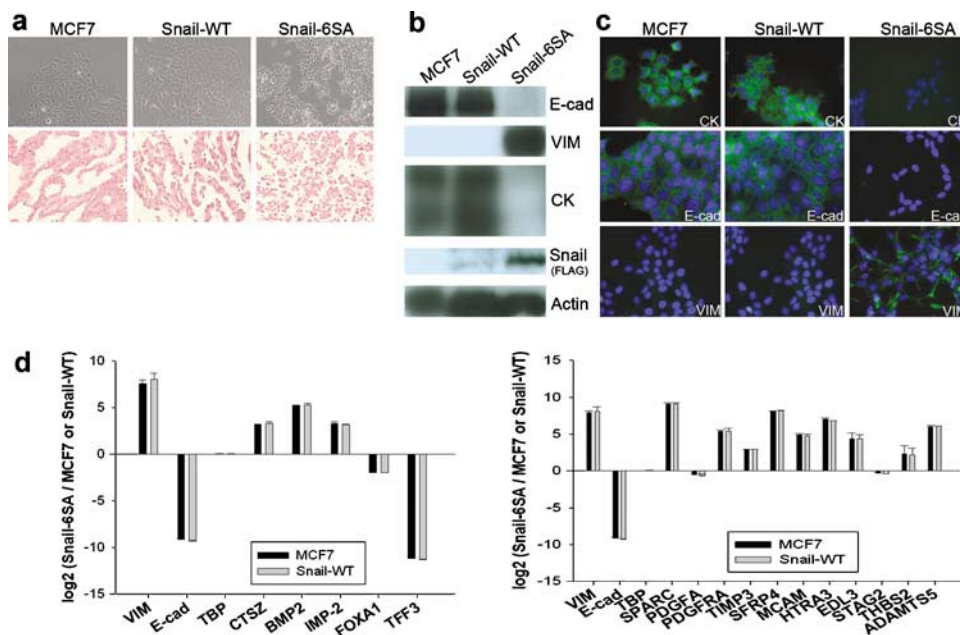 a
MCF7 Snail-WT Snail-6SA
b
MCF7 Snail-WT Snail-6SA
E-cad
VIM
CK
Snail
(FLAG)
Actin
c
MCF7 Snail-WT Snail-6SA
CK CK
E-cad E-cad E-cad
VIM VIM VIM
d
log2 (Snail-6SA / MCF7 or Snail-WT)
10
5
0
-5
-10
-15
MCF7
Snail-WT
VIM E-cad TBP CTSZ BMP2 IMP-2 FOXA1 TFF3
log2 (Snail-6SA / MCF7 or Snail-WT)
15
10
5
0
-5
-10
-15
MCF7
Snail-WT
VIM E-cad TBP SPARC PDGFA PDGFRA TIMP3 SFRP4 MCAM HTRA3 EDL3 STAG2 THBS2 ADAMTS5